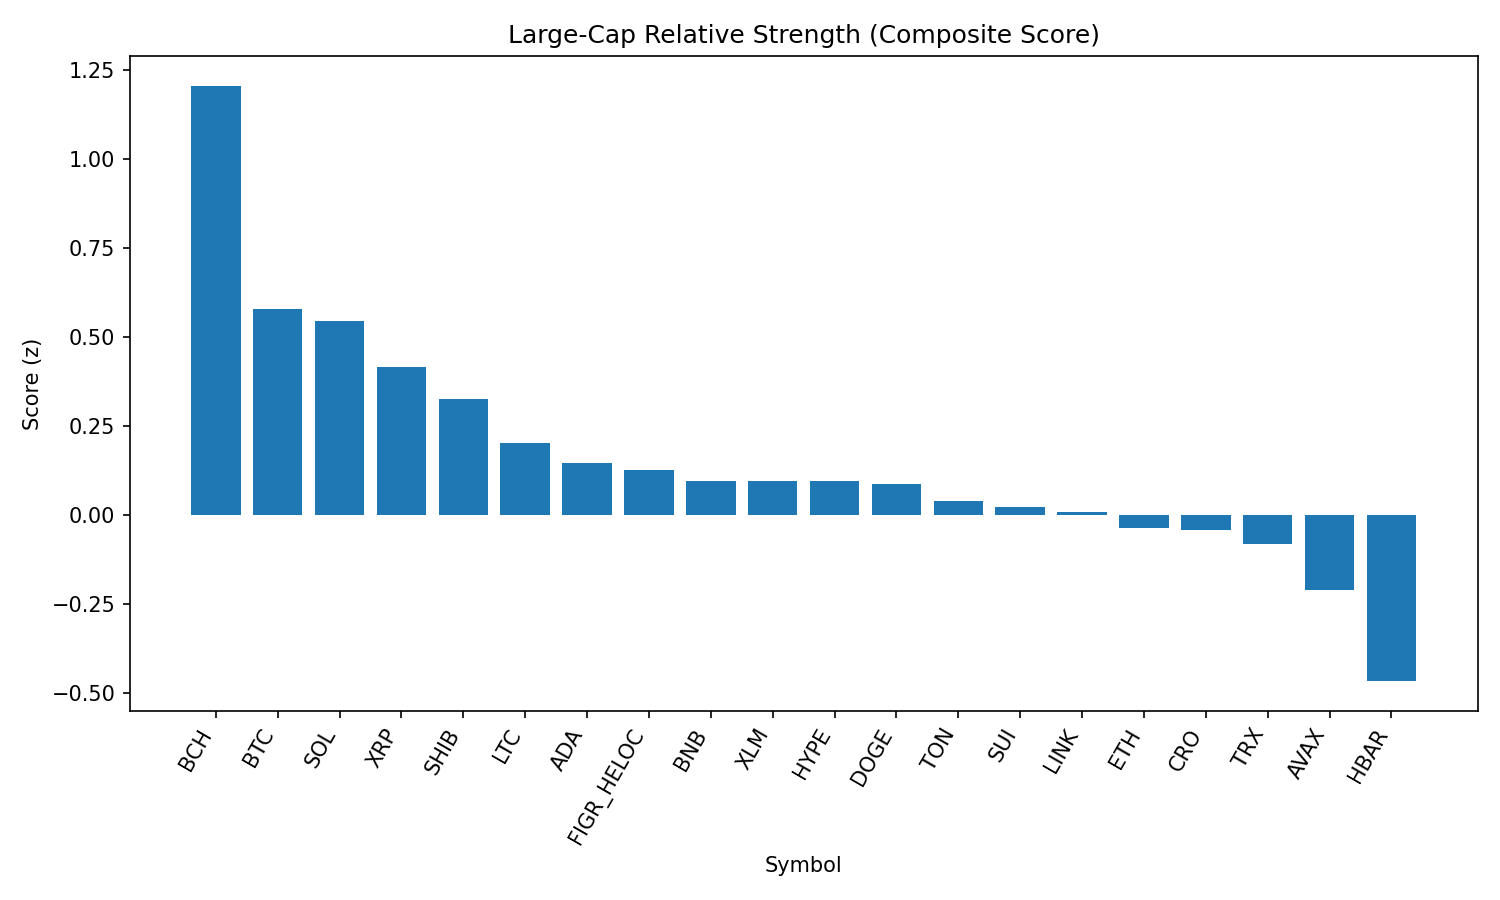 Large-Cap Relative Strength (Composite Score)
1.25
1.00
0.75
0.50
0.25
0.00
−0.25
−0.50
Score (z)
BCH
BTC
SOL
XRP
SHIB
LTC
ADA
FIGR_HELOC
BNB
XLM
HYPE
DOGE
TON
SUI
LINK
ETH
CRO
TRX
AVAX
HBAR
Symbol